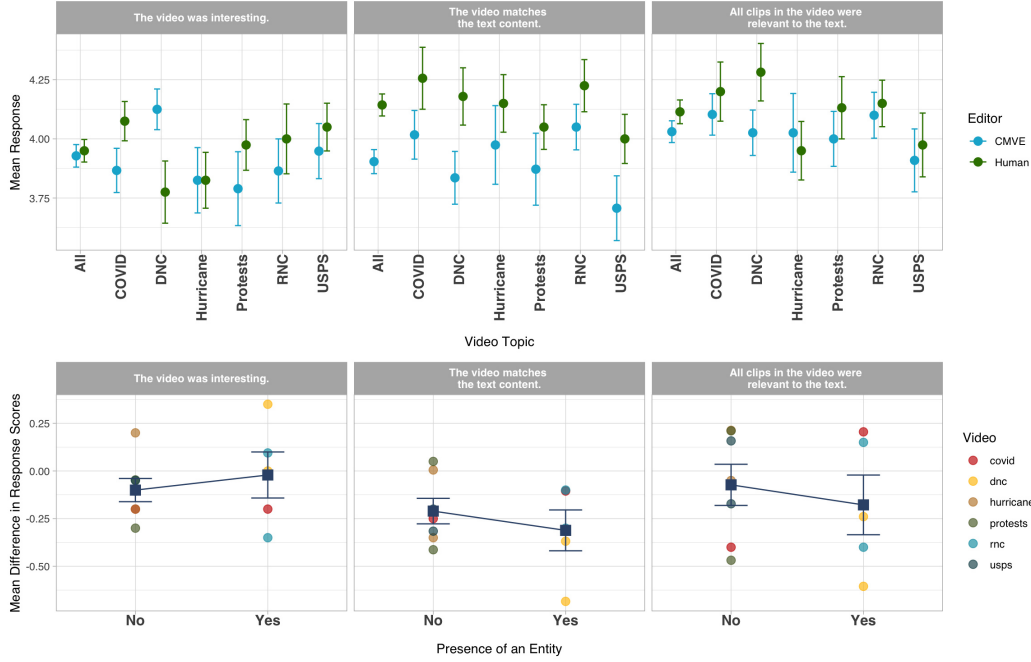 The video was interesting.
The video matches
the text content.
All clips in the video were
relevant to the text.
Mean Response
4.25
4.00
3.75
Editor
CMVE
Human
All
COVID
DNC
Hurricane
Protests
RNC
USPS
All
COVID
DNC
Hurricane
Protests
RNC
USPS
All
COVID
DNC
Hurricane
Protests
RNC
USPS
Video Topic
The video was interesting.
The video matches
the text content.
All clips in the video were
relevant to the text.
Mean Difference in Response Scores
0.25
0.00
-0.25
-0.50
Video
covid
dnc
hurricane
protests
rnc
usps
No
Yes
No
Yes
No
Yes
Presence of an Entity